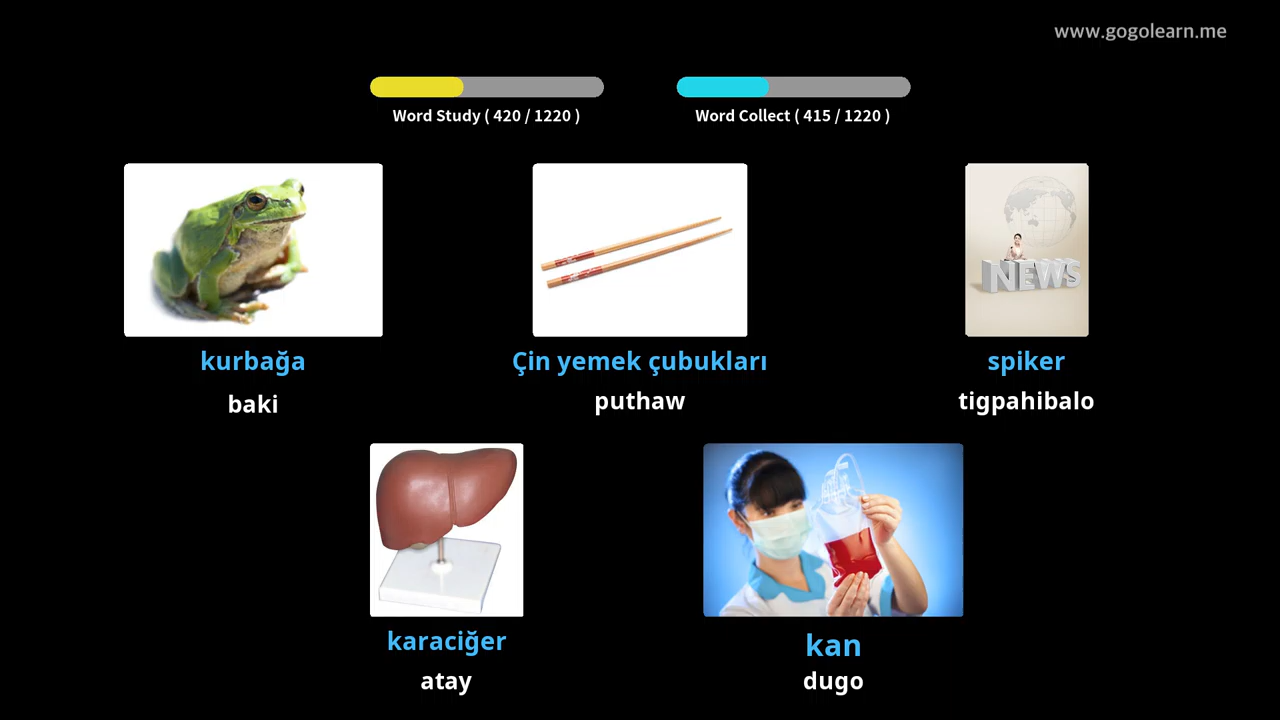 www.gogolearn.me
Word Study ( 420 / 1220 )
Word Collect ( 415 / 1220 )
NEWS
kurbağa
baki
Çin yemek çubukları
puthaw
spiker
tigpahibalo
karaciğer
atay
kan
dugo